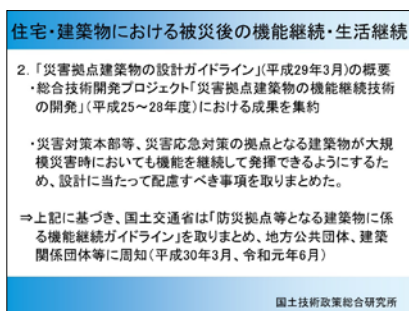 住宅・建築物における被災後の機能継続・生活継続
２．「災害拠点建築物の設計ガイドライン」(平成29年3月)の概要
・総合技術開発プロジェクト「災害拠点建築物の機能継続技術
の開発」(平成25～28年度)における成果を集約
・災害対策本部等、災害応急対策の拠点となる建築物が大規
模災害時においても機能を継続して発揮できるようにするた
め、設計に当たって配慮すべき事項を取りまとめた。
⇒上記に基づき、国土交通省は「防災拠点等となる建築物に係
る機能継続ガイドライン」を取りまとめ、地方公共団体、建築
関係団体等に周知(平成30年3月、令和元年6月)
国土技術政策総合研究所